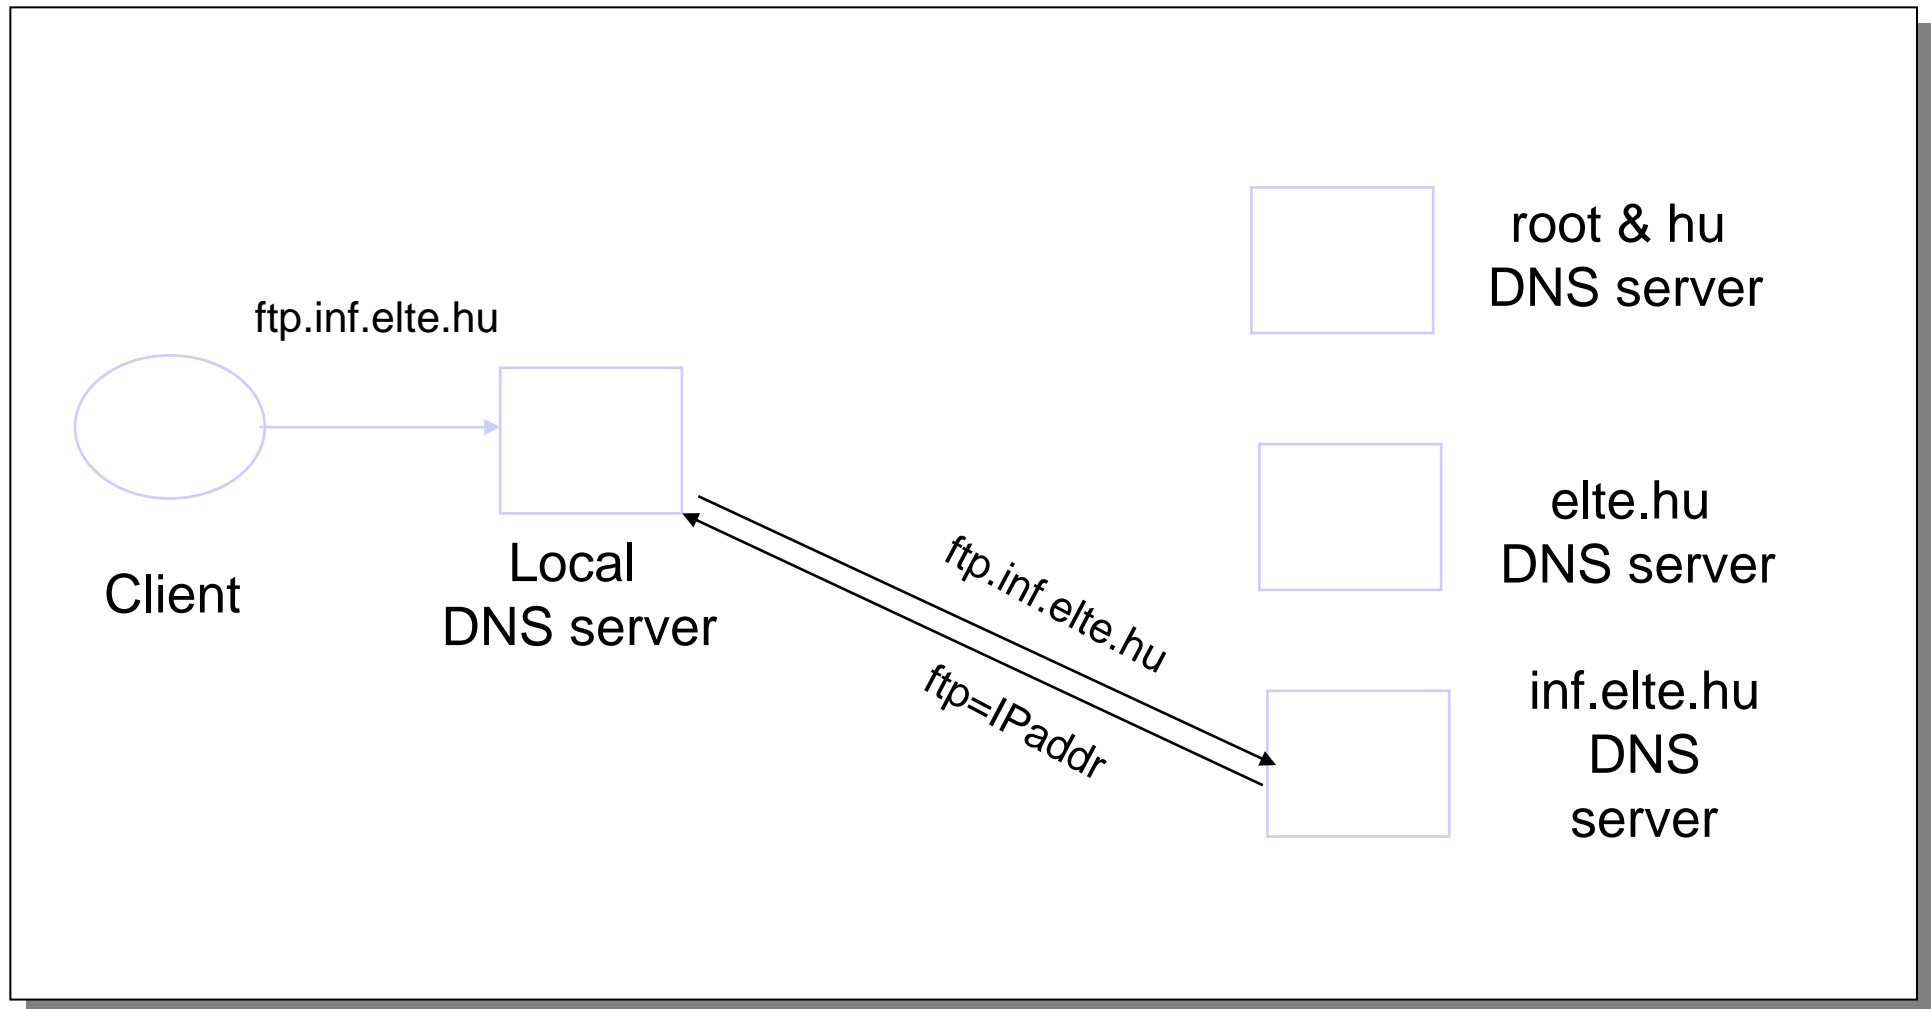 root & hu
DNS server
ftp.inf.elte.hu
Client
Local
DNS server
ftp.inf.elte.hu
ftp=IPaddr
elte.hu
DNS server
inf.elte.hu
DNS
server